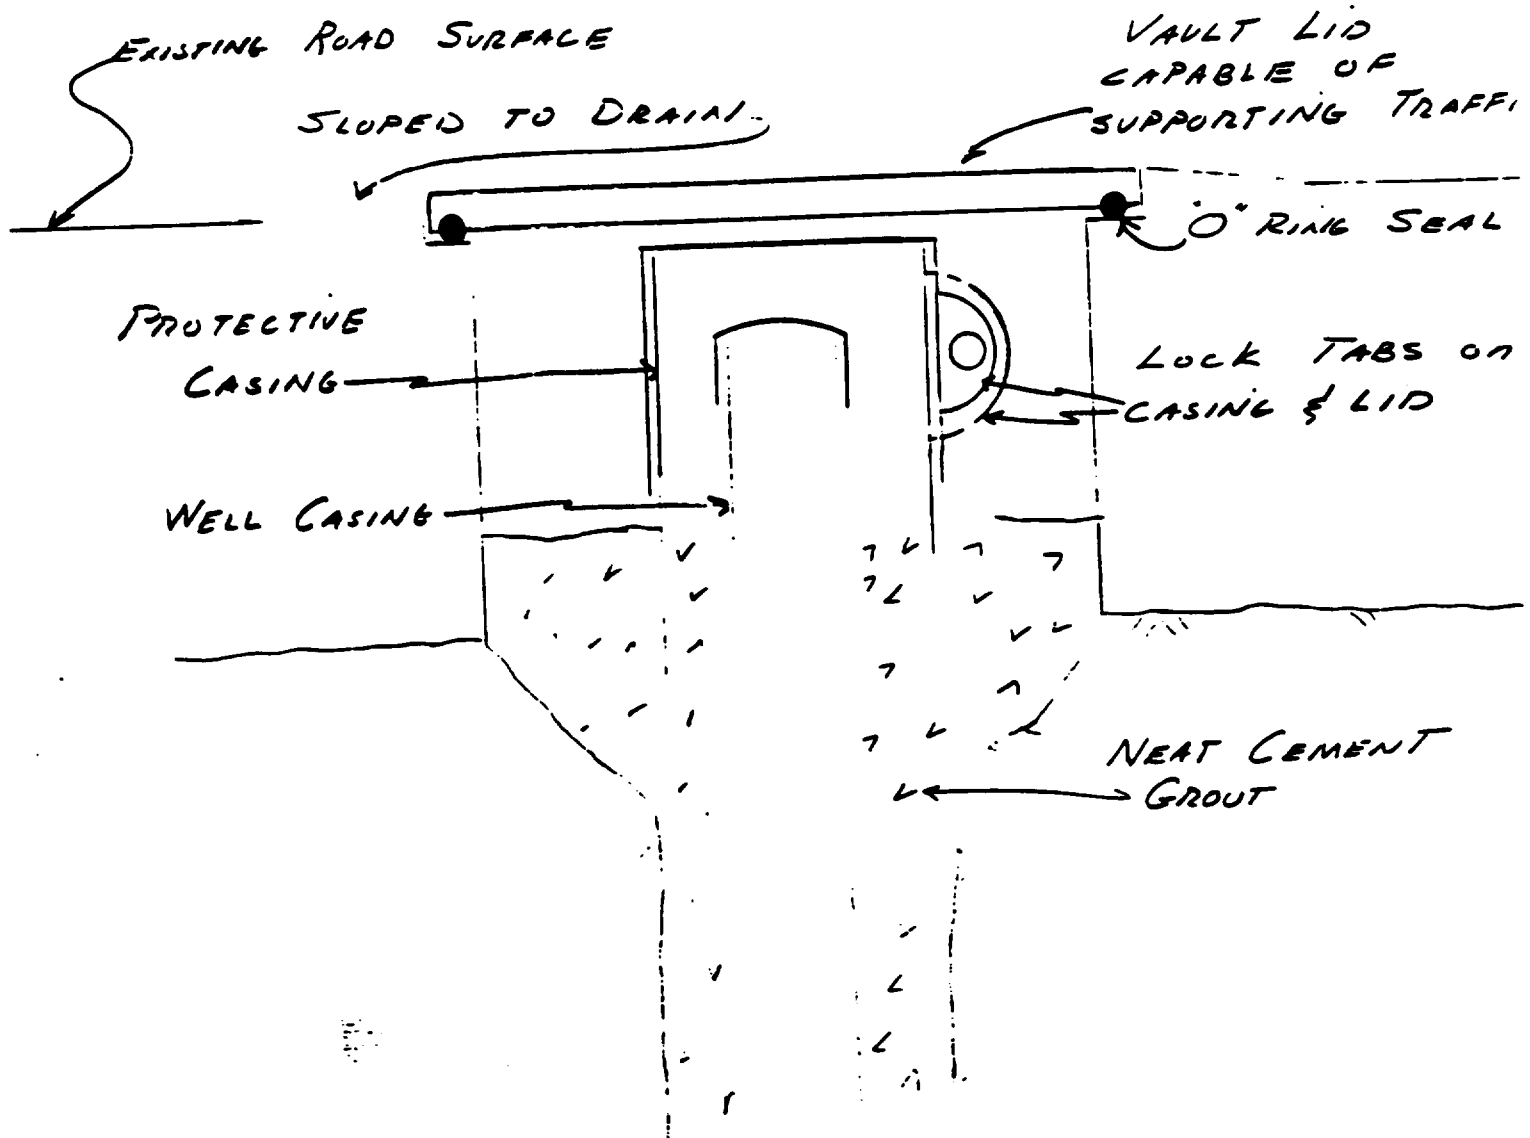 EXISTING ROAD SURFACE
VAULT LID
CAPABLE OF
SUPPORTING TRAFFI
SLOPED TO DRAIN
"O" RING SEAL
PROTECTIVE
CASING
LOCK TABS on
CASING & LID
WELL CASING
NEAT CEMENT
GROUT